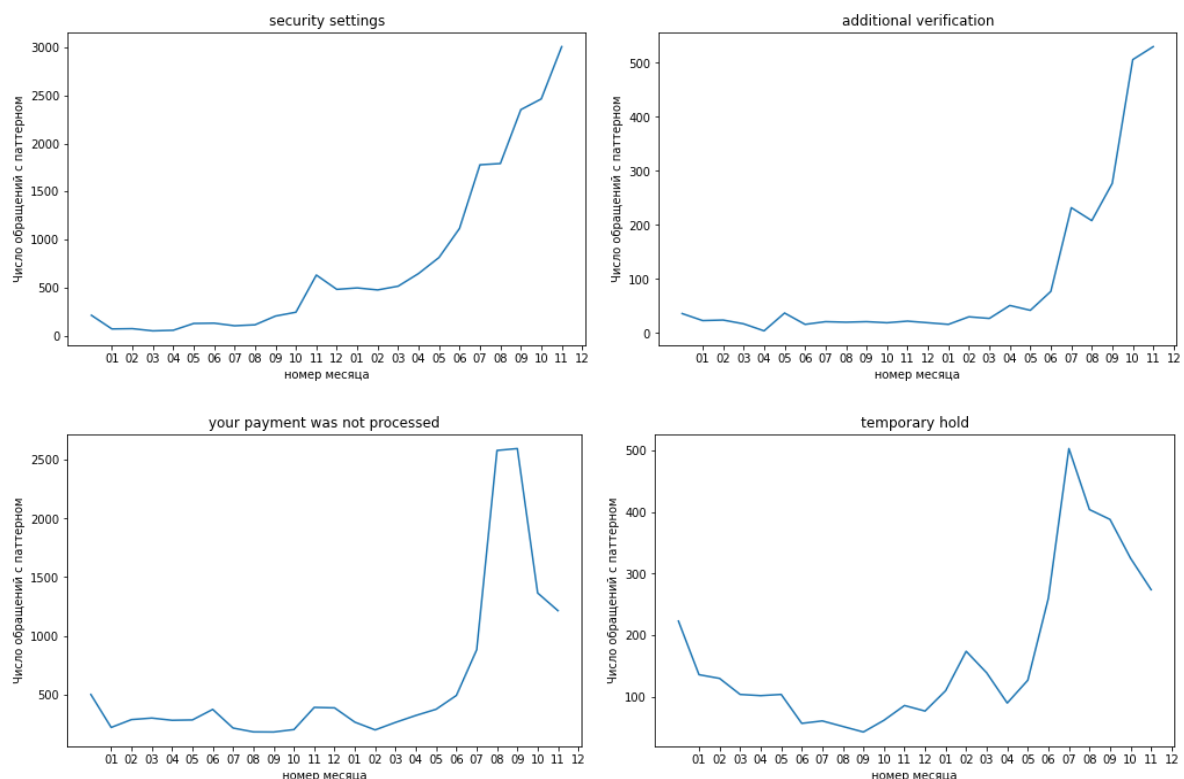 security settings
Число обращений с паттерном
3000
2500
2000
1500
1000
500
0
01 02 03 04 05 06 07 08 09 10 11 12 01 02 03 04 05 06 07 08 09 10 11 12
номер месяца
additional verification
Число обращений с паттерном
500
400
300
200
100
0
01 02 03 04 05 06 07 08 09 10 11 12 01 02 03 04 05 06 07 08 09 10 11 12
номер месяца
your payment was not processed
Число обращений с паттерном
2500
2000
1500
1000
500
01 02 03 04 05 06 07 08 09 10 11 12 01 02 03 04 05 06 07 08 09 10 11 12
номер месяца
temporary hold
Число обращений с паттерном
500
400
300
200
100
01 02 03 04 05 06 07 08 09 10 11 12 01 02 03 04 05 06 07 08 09 10 11 12
номер месяца